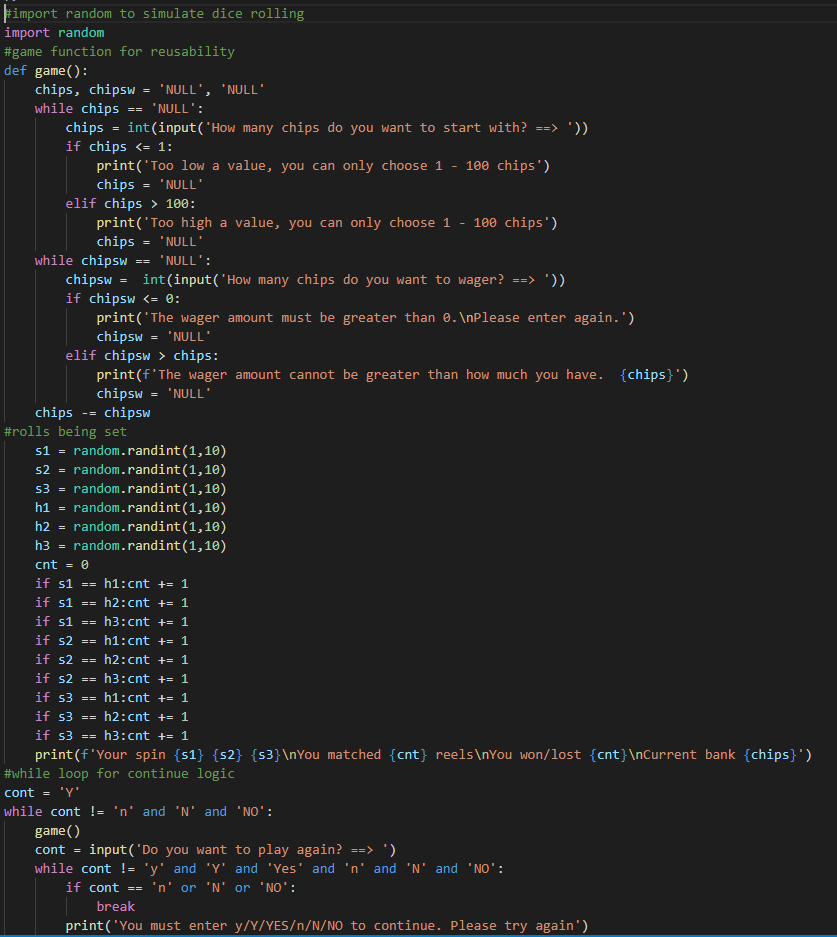 #import random to simulate dice rolling
import random
#game function for reusability
def game():
    chips, chipsw = 'NULL', 'NULL'
    while chips == 'NULL':
        chips = int(input('How many chips do you want to start with? ==> '))
        if chips <= 1:
            print('Too low a value, you can only choose 1 - 100 chips')
            chips = 'NULL'
        elif chips > 100:
            print('Too high a value, you can only choose 1 - 100 chips')
            chips = 'NULL'
    while chipsw == 'NULL':
        chipsw =  int(input('How many chips do you want to wager? ==> '))
        if chipsw <= 0:
            print('The wager amount must be greater than 0.\nPlease enter again.')
            chipsw = 'NULL'
        elif chipsw > chips:
            print(f'The wager amount cannot be greater than how much you have.  {chips}')
            chipsw = 'NULL'
    chips -= chipsw
#rolls being set
    s1 = random.randint(1,10)
    s2 = random.randint(1,10)
    s3 = random.randint(1,10)
    h1 = random.randint(1,10)
    h2 = random.randint(1,10)
    h3 = random.randint(1,10)
    cnt = 0
    if s1 == h1:cnt += 1
    if s1 == h2:cnt += 1
    if s1 == h3:cnt += 1
    if s2 == h1:cnt += 1
    if s2 == h2:cnt += 1
    if s2 == h3:cnt += 1
    if s3 == h1:cnt += 1
    if s3 == h2:cnt += 1
    if s3 == h3:cnt += 1
    print(f'Your spin {s1} {s2} {s3}\nYou matched {cnt} reels\nYou won/lost {cnt}\nCurrent bank {chips}')
#while loop for continue logic
cont = 'Y'
while cont != 'n' and 'N' and 'NO':
    game()
    cont = input('Do you want to play again? ==> ')
    while cont != 'y' and 'Y' and 'Yes' and 'n' and 'N' and 'NO':
        if cont == 'n' or 'N' or 'NO':
            break
        print('You must enter y/Y/YES/n/N/NO to continue. Please try again')